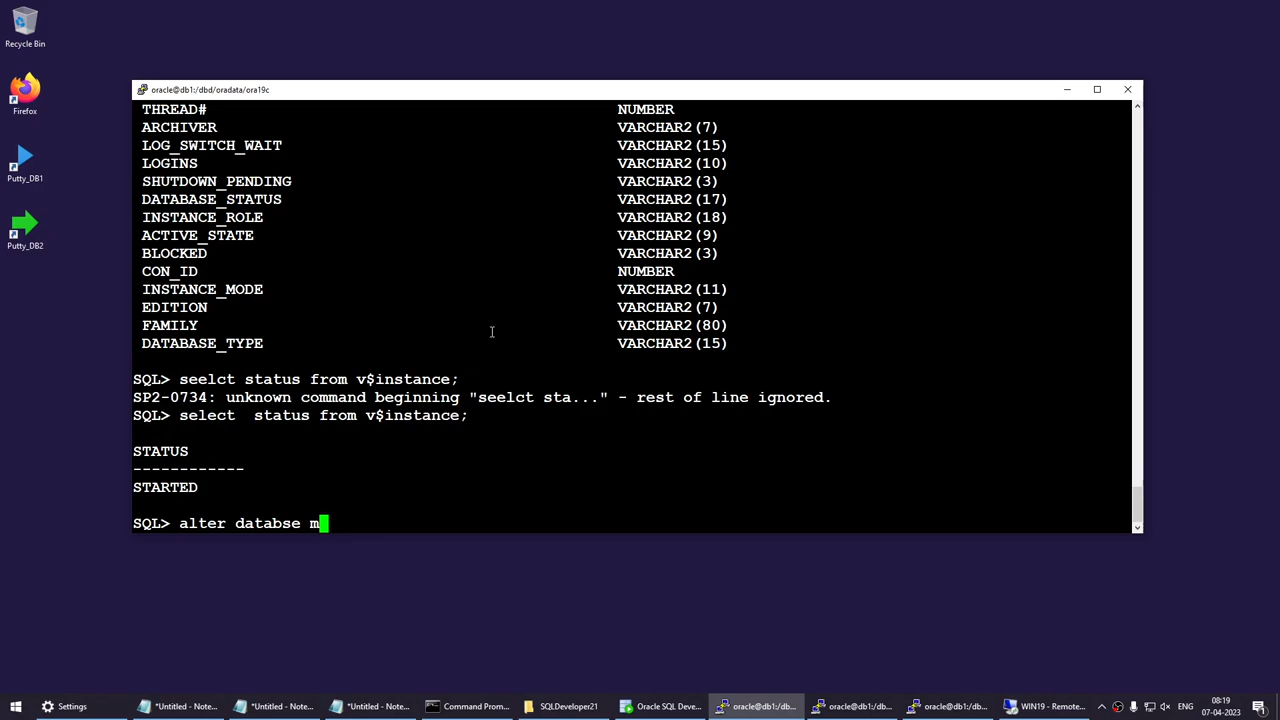 Recycle Bin
Firefox
Putty_DB1
Putty_DB2
oracle@db1:/dbd/oradata/ora19c
THREAD# NUMBER
ARCHIVER VARCHAR2(7)
LOG_SWITCH_WAIT VARCHAR2(15)
LOGINS VARCHAR2(10)
SHUTDOWN_PENDING VARCHAR2(3)
DATABASE_STATUS VARCHAR2(17)
INSTANCE_ROLE VARCHAR2(18)
ACTIVE_STATE VARCHAR2(9)
BLOCKED VARCHAR2(3)
CON_ID NUMBER
INSTANCE_MODE VARCHAR2(11)
EDITION VARCHAR2(7)
FAMILY VARCHAR2(80)
DATABASE_TYPE VARCHAR2(15)
SQL> seelct status from v$instance;
SP2-0734: unknown command beginning "seelct sta..." - rest of line ignored.
SQL> select  status from v$instance;
STATUS
------------
STARTED
SQL> alter databse m
Settings *Untitled - Note... *Untitled - Note... *Untitled - Note... Command Prom... SQLDeveloper21 Oracle SQL Deve... oracle@db1:/db... oracle@db1:/db... oracle@db1:/db... WIN19 - Remote... ENG 08:19
07-04-2023